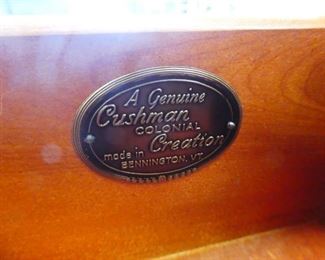 A Genuine
Cushman
COLONIAL
Creation
made in
BENNINGTON, VT.